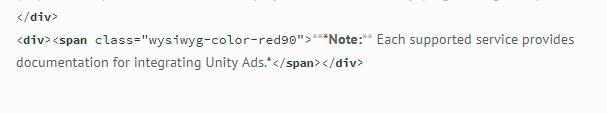 </div>
<div><span class="wysiwyg-color-red90">***Note:** Each supported service provides
documentation for integrating Unity Ads.*</span></div>